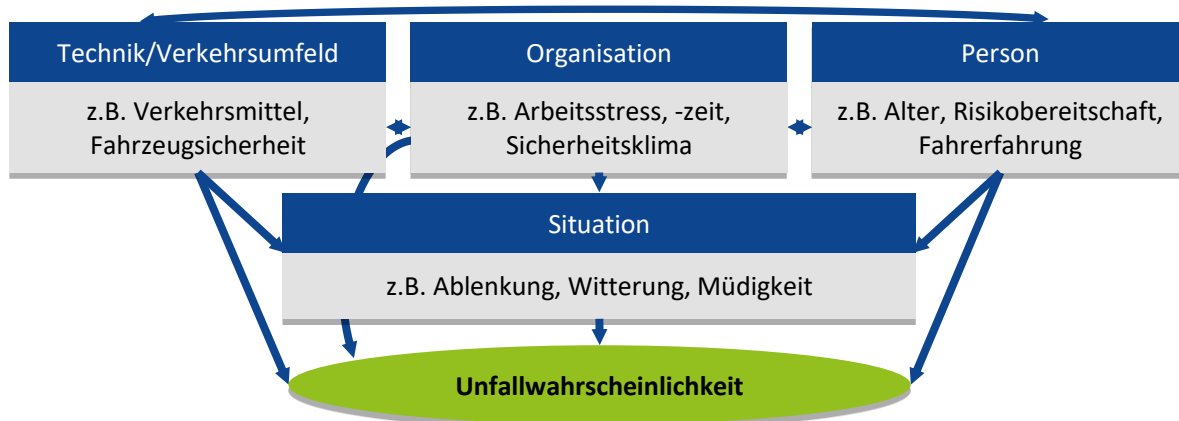 Technik/Verkehrsumfeld
z.B. Verkehrsmittel,
Fahrzeugsicherheit
Organisation
z.B. Arbeitsstress, -zeit,
Sicherheitsklima
Person
z.B. Alter, Risikobereitschaft,
Fahrerfahrung
Situation
z.B. Ablenkung, Witterung, Müdigkeit
Unfallwahrscheinlichkeit